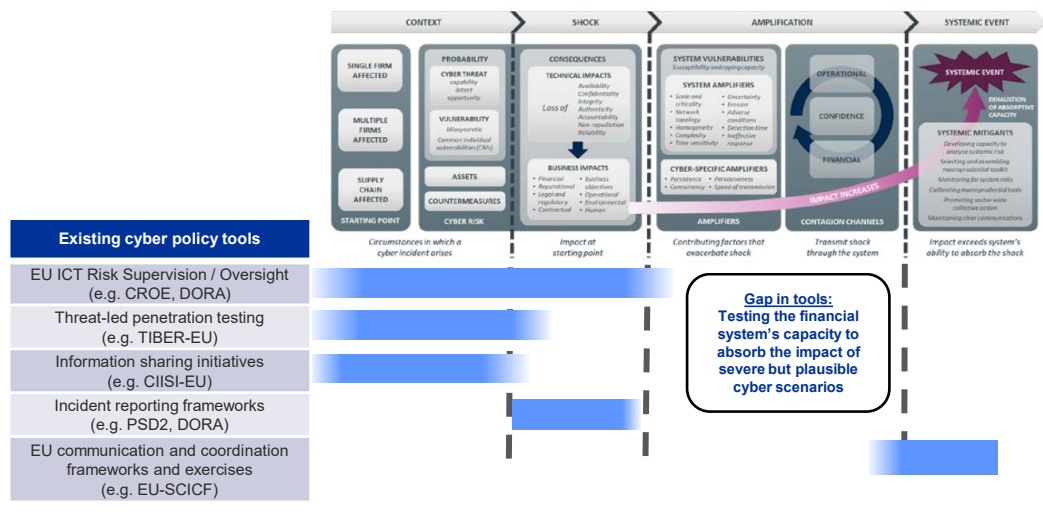 CONTEXT
SHOCK
AMPLIFICATION
SYSTEMIC EVENT
SINGLE FIRM
AFFECTED
MULTIPLE
FIRMS
AFFECTED
SUPPLY
CHAIN
AFFECTED
STARTING POINT
PROBABILITY
CYBER THREAT
capability
intent
opportunity
VULNERABILITY
Idiosyncratic
Common individual
vulnerabilities (CNIs)
ASSETS
COUNTERMEASURES
CYBER RISK
CONSEQUENCES
TECHNICAL IMPACTS
Loss of
Availability
Confidentiality
Integrity
Authenticity
Accountability
Non-repudiation
Reliability
BUSINESS IMPACTS
• Financial
• Reputational
• Legal and
regulatory
• Contractual
• Business
objectives
• Operational
• Environmental
• Human
SYSTEM VULNERABILITIES
Susceptibility and coping capacity
SYSTEM AMPLIFIERS
• Scale and
criticality
• Network
topology
• Homogeneity
• Complexity
• Time sensitivity
• Uncertainty
• Erosion
• Adverse
conditions
• Detection time
• Ineffective
response
CYBER-SPECIFIC AMPLIFIERS
• Persistence
• Pervasiveness
• Concurrency
• Speed of transmission
AMPLIFIERS
OPERATIONAL
CONFIDENCE
FINANCIAL
IMPACT INCREASES
CONTAGION CHANNELS
SYSTEMIC EVENT
EXHAUSTION
OF ABSORPTIVE
CAPACITY
SYSTEMIC MITIGANTS
Developing capacity to
analyse systemic risk
Selecting and assembling
macroprudential toolkit
Monitoring for system risks
Calibrating macroprudential tools
Promoting sector-wide
collective action
Maintaining clear communications
Circumstances in which a
cyber incident arises
Impact at
starting point
Contributing factors that
exacerbate shock
Transmit shock
through the system
Impact exceeds system's
ability to absorb the shock
Existing cyber policy tools
EU ICT Risk Supervision / Oversight
(e.g. CROE, DORA)
Threat-led penetration testing
(e.g. TIBER-EU)
Information sharing initiatives
(e.g. CIISI-EU)
Incident reporting frameworks
(e.g. PSD2, DORA)
EU communication and coordination
frameworks and exercises
(e.g. EU-SCICF)
Gap in tools:
Testing the financial
system's capacity to
absorb the impact of
severe but plausible
cyber scenarios